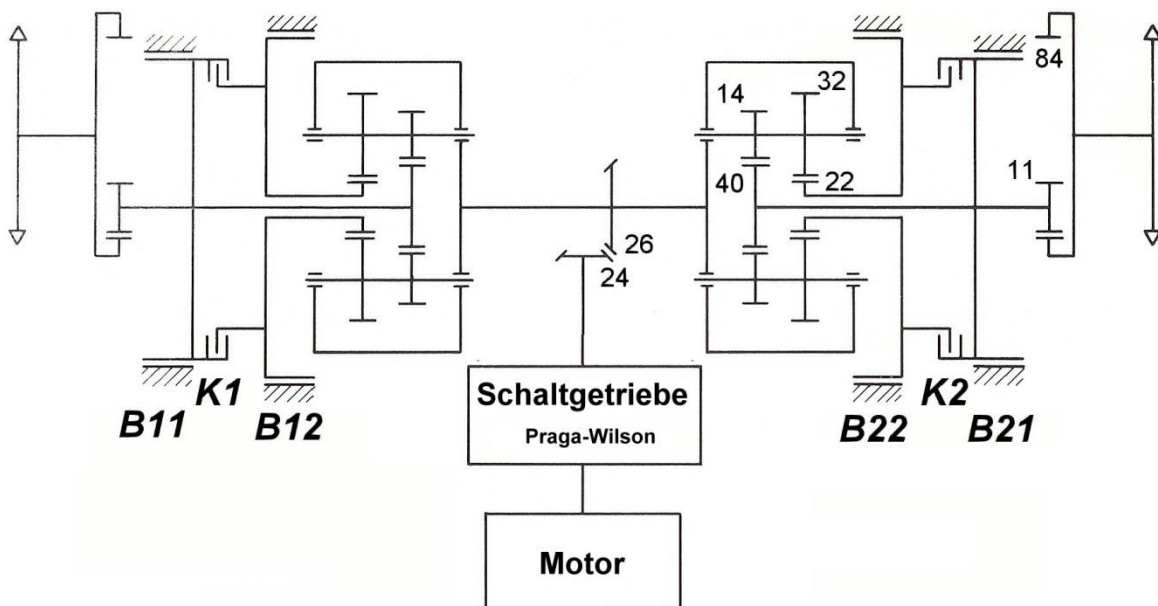 84
14
32
40
22
11
26
24
K1
B11
B12
Schaltgetriebe
Praga-Wilson
B22
K2
B21
Motor